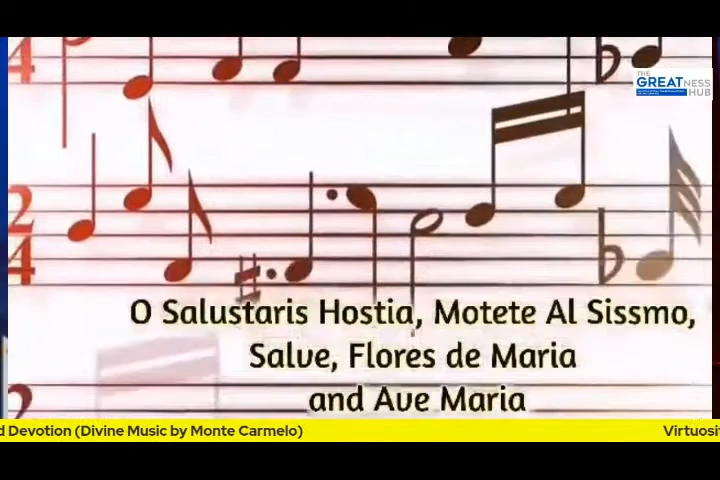 THE
GREATNESS
HUB
O Salustaris Hostia, Motete Al Sissmo,
Salve, Flores de Maria
and Ave Maria
d Devotion (Divine Music by Monte Carmelo)
Virtuosit